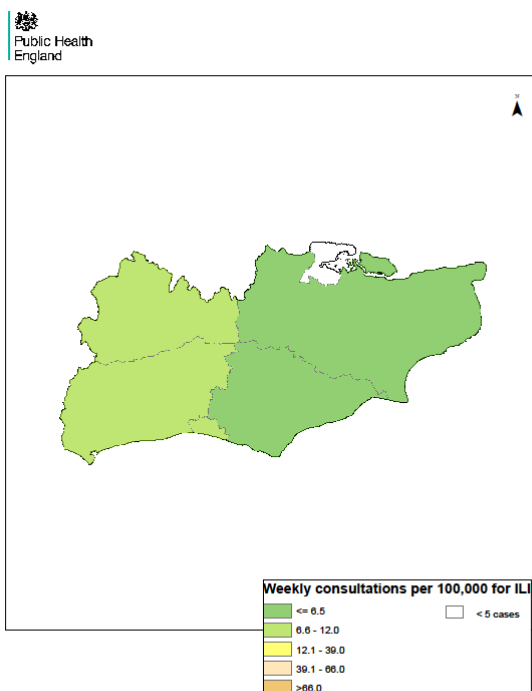 Public Health
England
N
Weekly consultations per 100,000 for ILI
<= 6.5
< 5 cases
6.6 - 12.0
12.1 - 39.0
39.1 - 66.0
>66.0